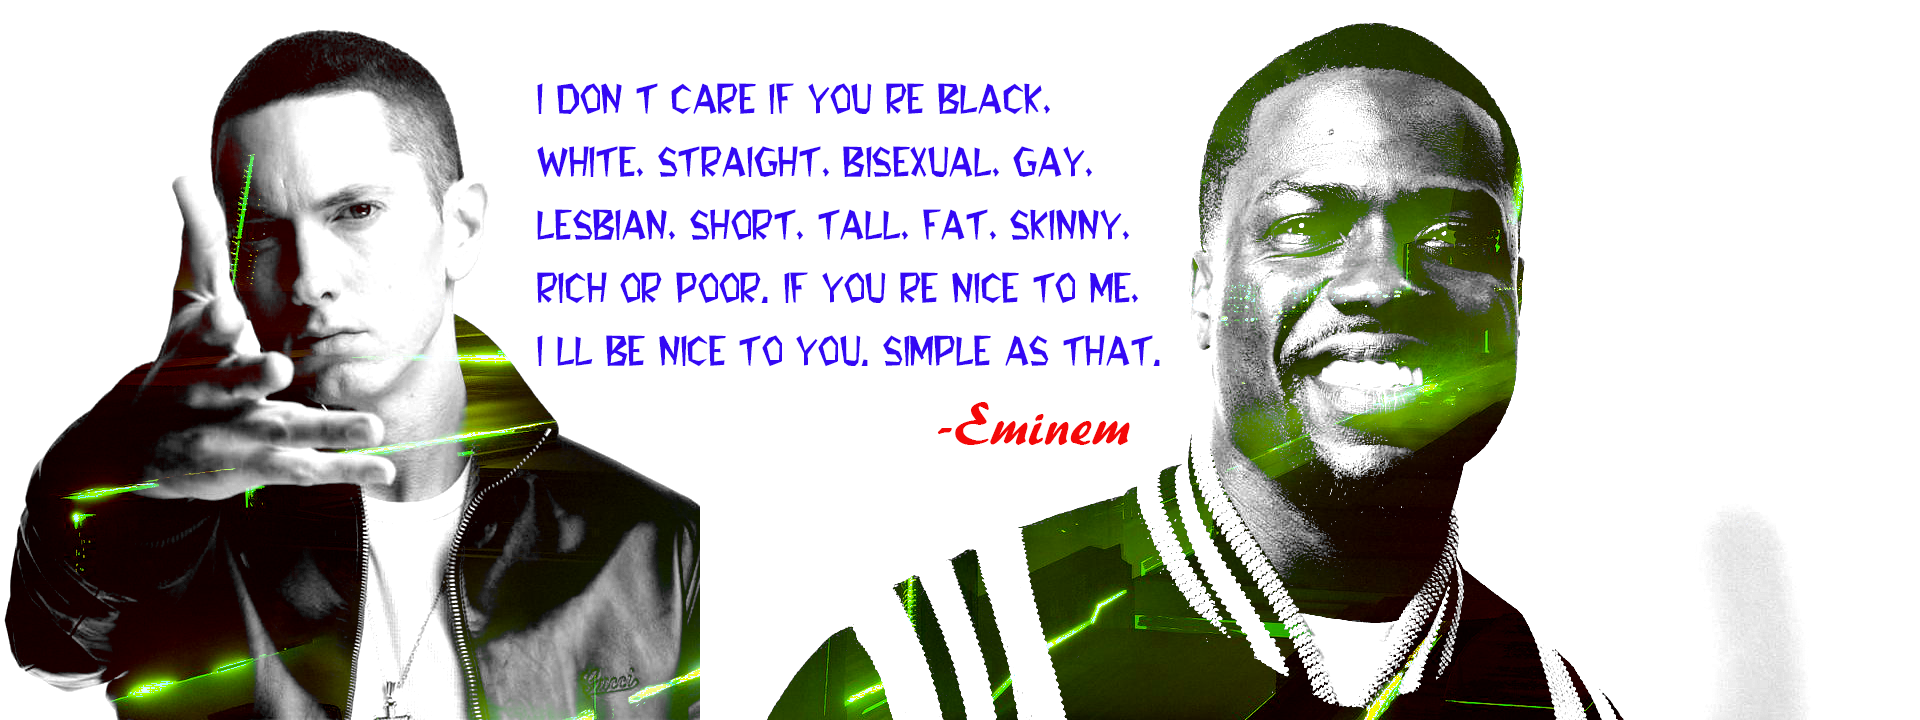 I DON T CARE IF YOU RE BLACK.
WHITE. STRAIGHT. BISEXUAL. GAY.
LESBIAN. SHORT. TALL. FAT. SKINNY.
RICH OR POOR. IF YOU RE NICE TO ME.
I LL BE NICE TO YOU. SIMPLE AS THAT.
-Eminem
Gucci